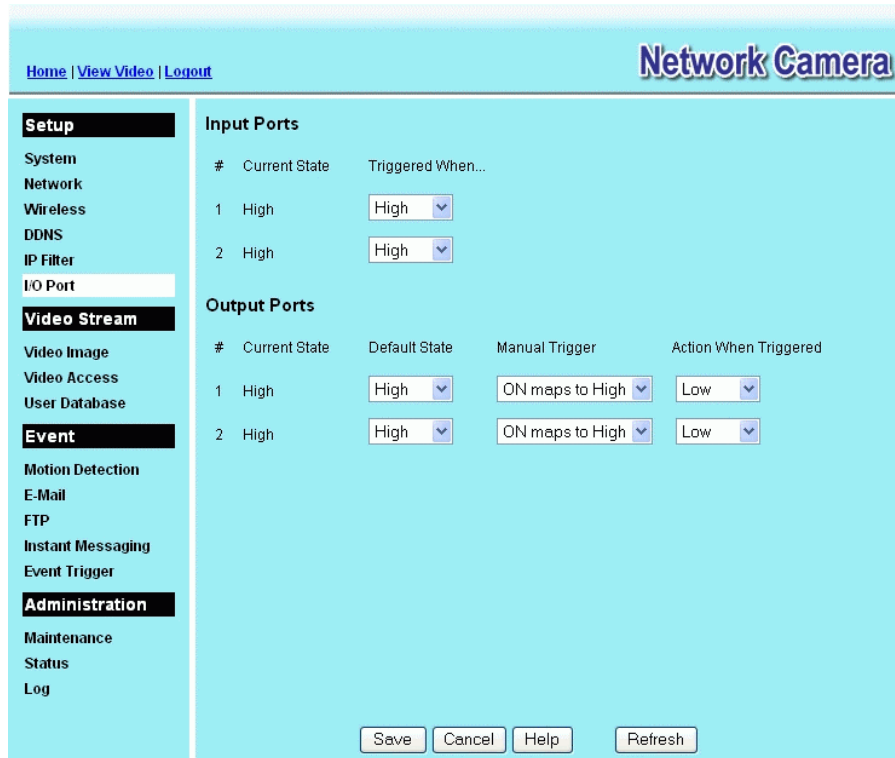 Home | View Video | Logout
Network Camera
Setup
System
Network
Wireless
DDNS
IP Filter
I/O Port
Video Stream
Video Image
Video Access
User Database
Event
Motion Detection
E-Mail
FTP
Instant Messaging
Event Trigger
Administration
Maintenance
Status
Log
Input Ports
# Current State Triggered When...
1 High High
2 High High
Output Ports
# Current State Default State Manual Trigger Action When Triggered
1 High High ON maps to High Low
2 High High ON maps to High Low
Save Cancel Help Refresh